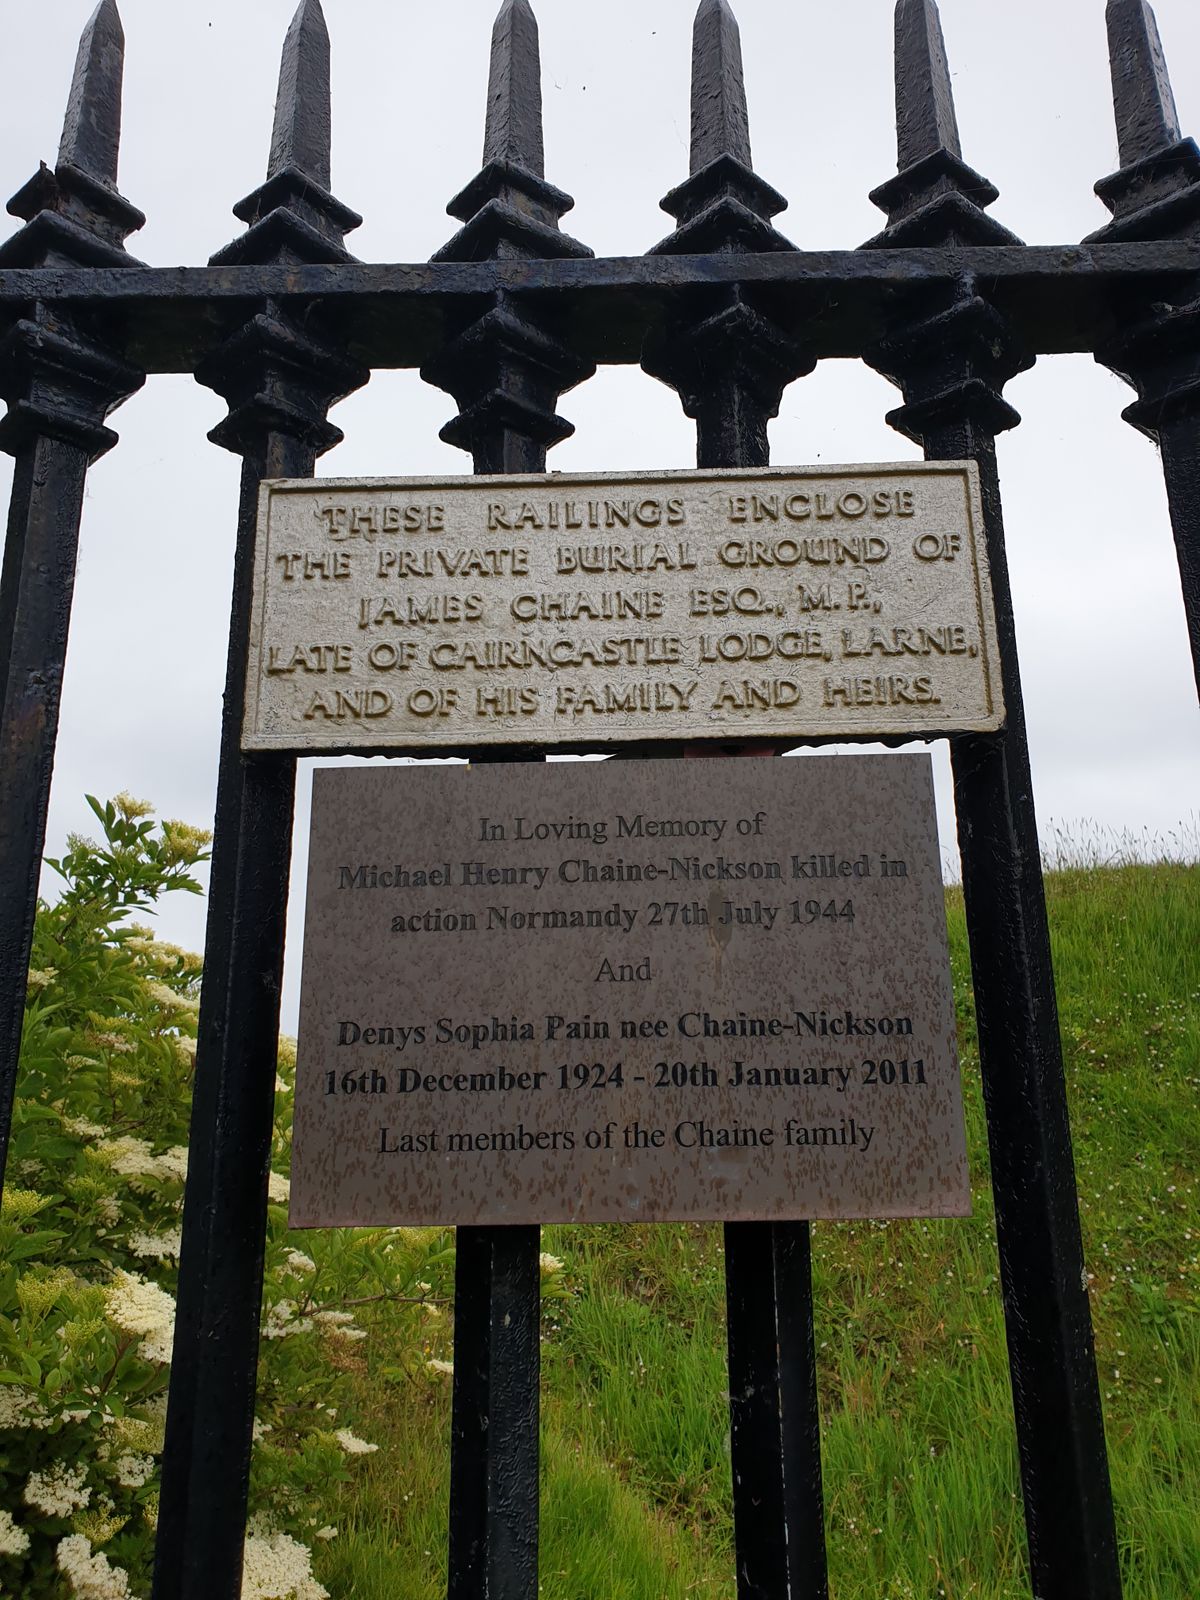 THESE RAILINGS ENCLOSE
THE PRIVATE BURIAL GROUND OF
JAMES CHAINE ESQ., M.P.,
LATE OF CAIRNCASTLE LODGE, LARNE,
AND OF HIS FAMILY AND HEIRS.
In Loving Memory of
Michael Henry Chaine-Nickson killed in
action Normandy 27th July 1944
And
Denys Sophia Pain nee Chaine-Nickson
16th December 1924 - 20th January 2011
Last members of the Chaine family